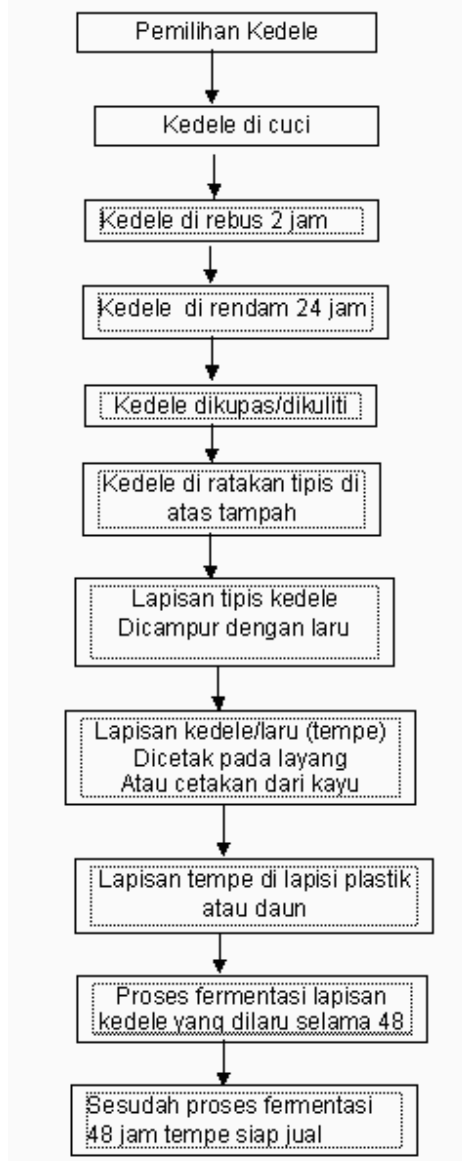 Pemilihan Kedele
Kedele di cuci
Kedele di rebus 2 jam
Kedele di rendam 24 jam
Kedele dikupas/dikuliti
Kedele di ratakan tipis di
atas tampah
Lapisan tipis kedele
Dicampur dengan laru
Lapisan kedele/laru (tempe)
Dicetak pada layang
Atau cetakan dari kayu
Lapisan tempe di lapisi plastik
atau daun
Proses fermentasi lapisan
kedele yang dilaru selama 48
Sesudah proses fermentasi
48 jam tempe siap jual